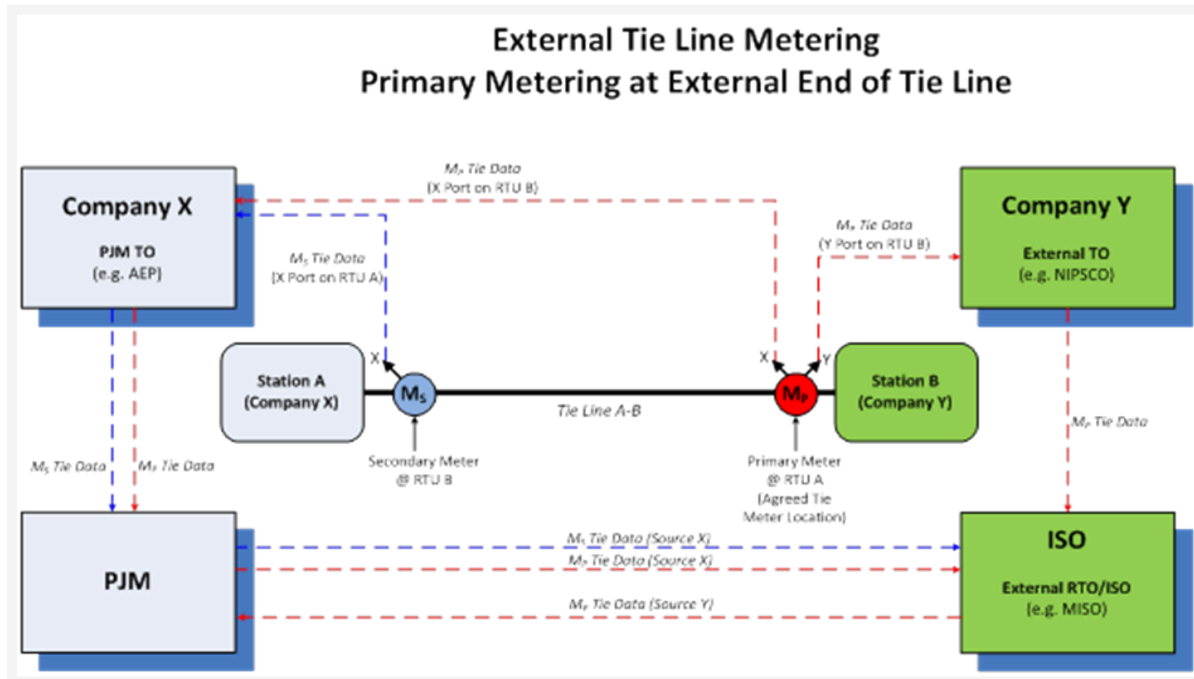 External Tie Line Metering
Primary Metering at External End of Tie Line
Company X
PJM TO
(e.g. AEP)
Mₚ Tie Data
(X Port on RTU B)
Mₛ Tie Data
(X Port on RTU A)
Mₚ Tie Data
(Y Port on RTU B)
Company Y
External TO
(e.g. NIPSCO)
Station A
(Company X)
X
Mₛ
Tie Line A-B
X
Y
Mₚ
Station B
(Company Y)
Secondary Meter
@ RTU B
Primary Meter
@ RTU A
(Agreed Tie
Meter Location)
Mₛ Tie Data
Mₚ Tie Data
Mₚ Tie Data
PJM
Mₛ Tie Data (Source X)
Mₚ Tie Data (Source X)
Mₚ Tie Data (Source Y)
ISO
External RTO/ISO
(e.g. MISO)